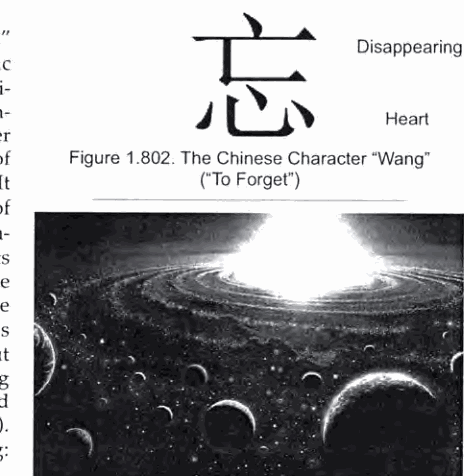 忘
Disappearing
Heart
Figure 1.802. The Chinese Character “Wang”
(“To Forget”)